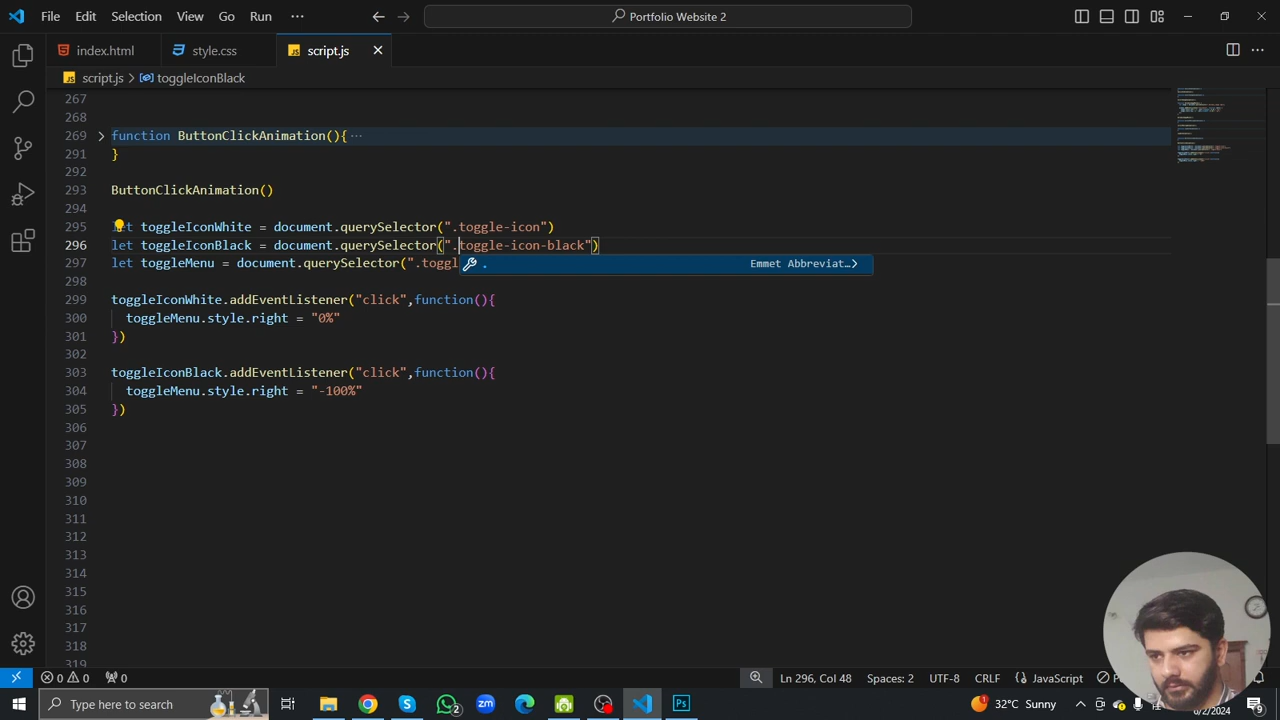 File Edit Selection View Go Run ··· Portfolio Website 2
index.html style.css script.js
script.js > toggleIconBlack
267
268
269 function ButtonClickAnimation(){ ···
291 }
292
293 ButtonClickAnimation()
294
295 let toggleIconWhite = document.querySelector(".toggle-icon")
296 let toggleIconBlack = document.querySelector(".toggle-icon-black")
297 let toggleMenu = document.querySelector(".toggl
. Emmet Abbreviat…
298
299 toggleIconWhite.addEventListener("click",function(){
300 toggleMenu.style.right = "0%"
301 })
302
303 toggleIconBlack.addEventListener("click",function(){
304 toggleMenu.style.right = "-100%"
305 })
306
307
308
309
310
311
312
313
314
315
316
317
318
319
0 0 0 Ln 296, Col 48 Spaces: 2 UTF-8 CRLF {} JavaScript
Type here to search 2 32°C Sunny 6/2/2024 9